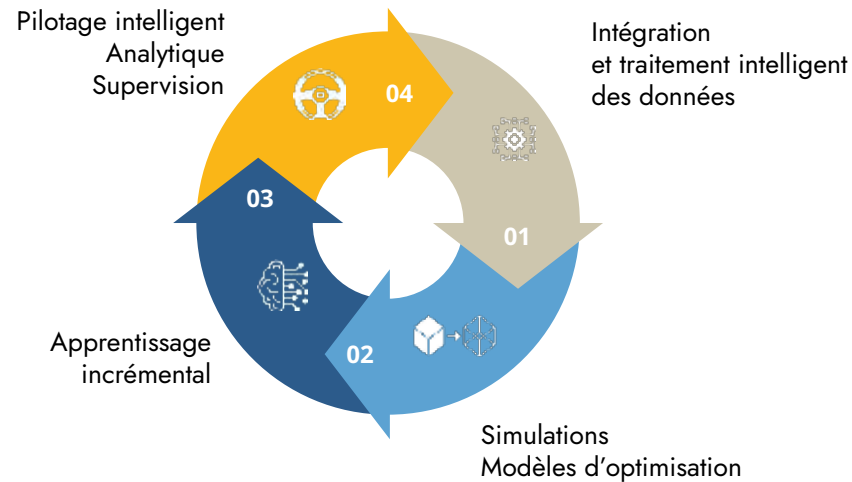 Pilotage intelligent
Analytique
Supervision
04
Intégration
et traitement intelligent
des données
03
01
02
Apprentissage
incrémental
Simulations
Modèles d’optimisation